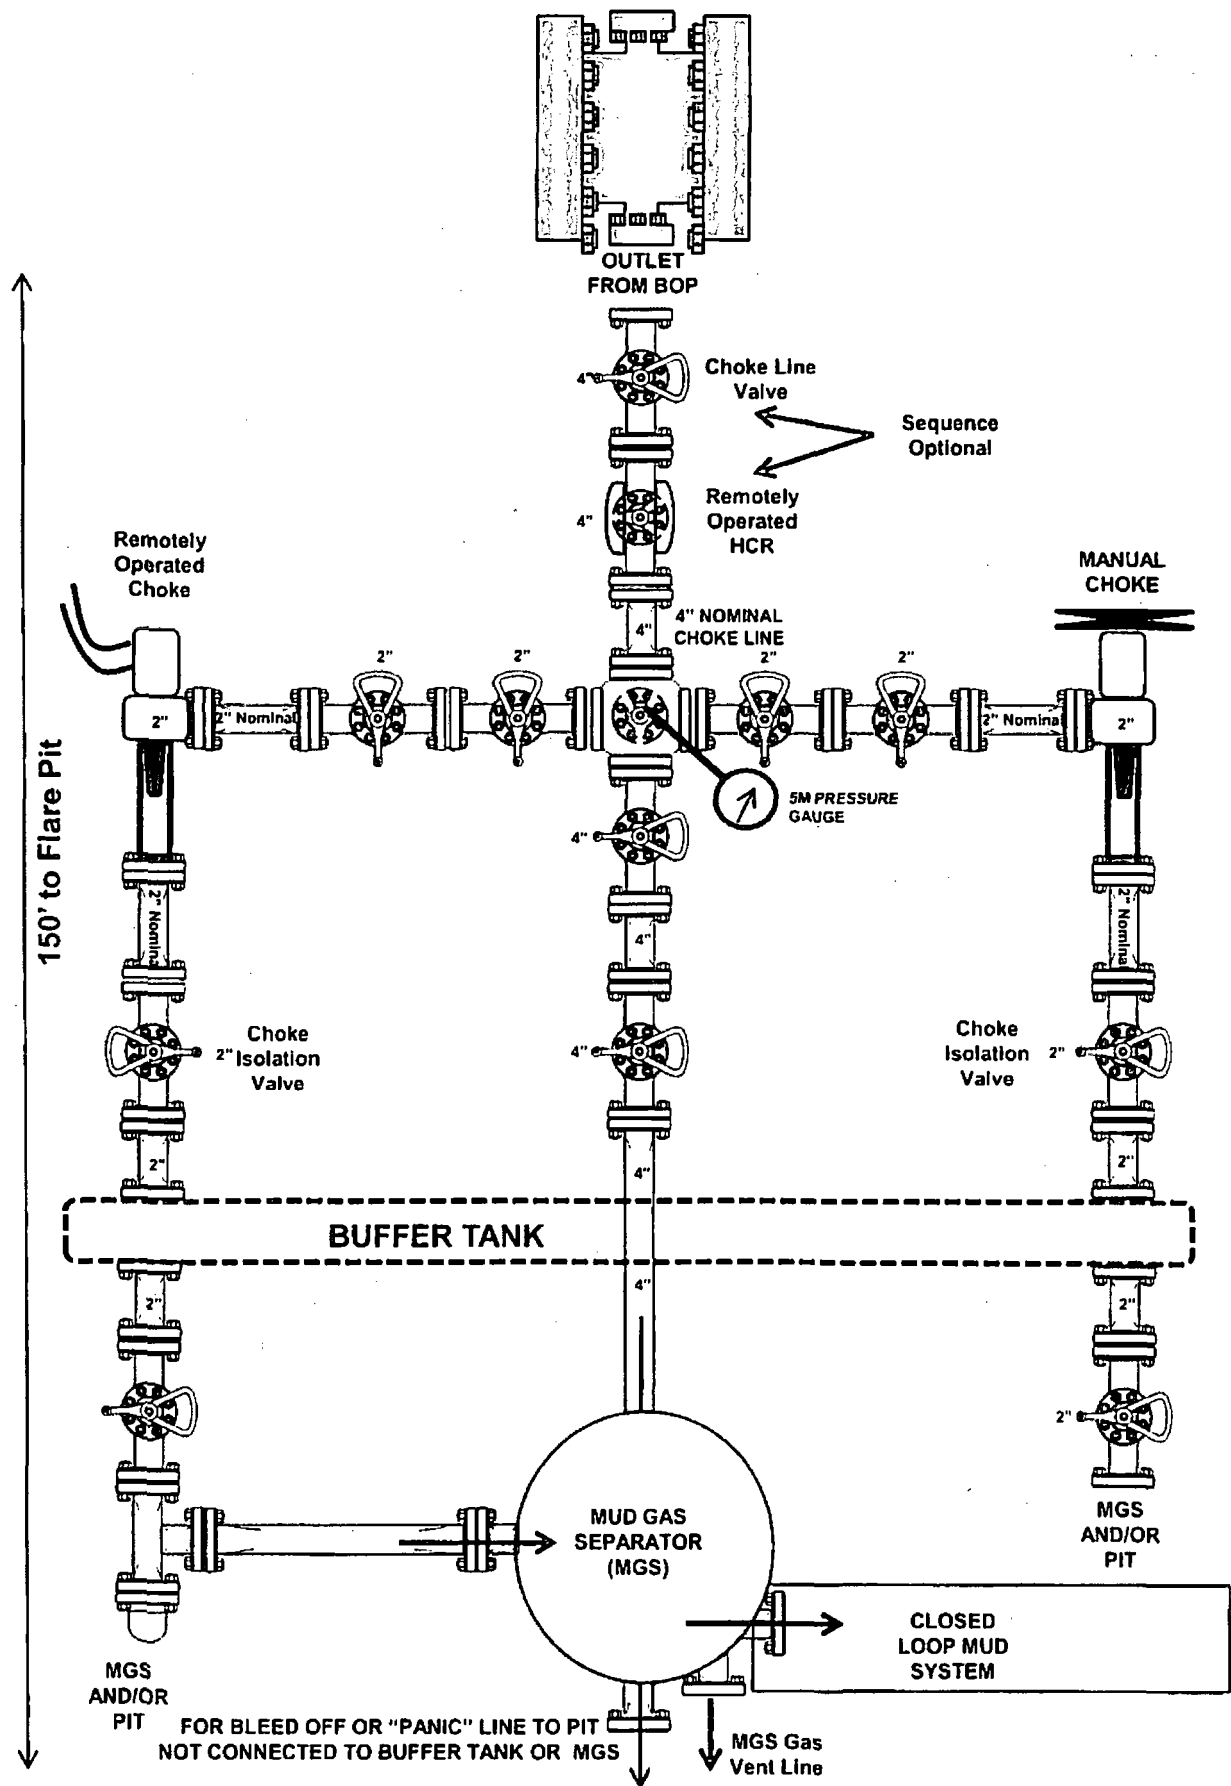 OUTLET
FROM BOP
4"
Choke Line
Valve
Sequence
Optional
4"
Remotely
Operated
HCR
Remotely
Operated
Choke
MANUAL
CHOKE
4"
4" NOMINAL
CHOKE LINE
2"
2"
2"
2"
2"
2" Nominal
2" Nominal
2"
5M PRESSURE
GAUGE
4"
150' to Flare Pit
2" Nominal
4"
2" Nominal
2"
Choke
Isolation
Valve
4"
Choke
Isolation
Valve
2"
2"
4"
2"
BUFFER TANK
2"
4"
2"
2"
MUD GAS
SEPARATOR
(MGS)
MGS
AND/OR
PIT
CLOSED
LOOP MUD
SYSTEM
MGS
AND/OR
PIT
FOR BLEED OFF OR "PANIC" LINE TO PIT
NOT CONNECTED TO BUFFER TANK OR MGS
MGS Gas
Vent Line